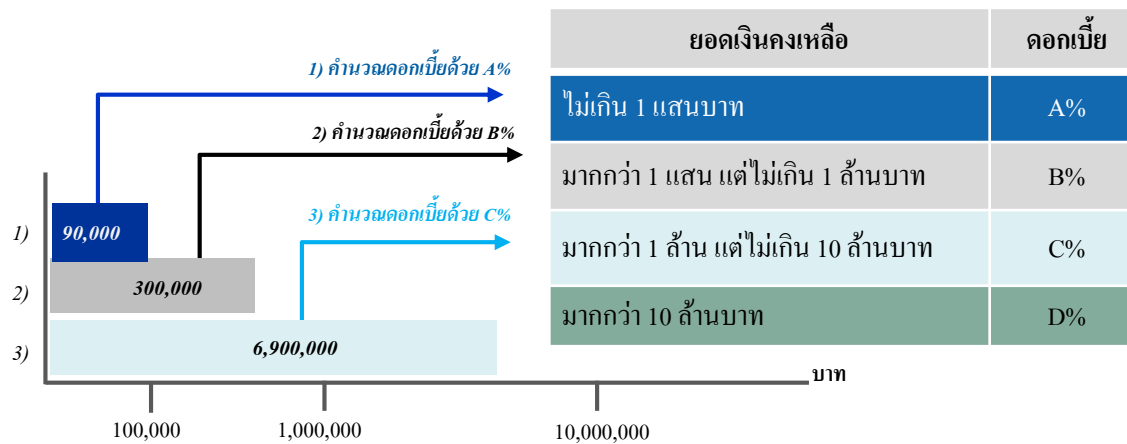 ยอดเงินคงเหลือ ดอกเบี้ย
1) คำนวณดอกเบี้ยด้วย A%
ไม่เกิน 1 แสนบาท A%
2) คำนวณดอกเบี้ยด้วย B%
มากกว่า 1 แสน แต่ไม่เกิน 1 ล้านบาท B%
3) คำนวณดอกเบี้ยด้วย C%
มากกว่า 1 ล้าน แต่ไม่เกิน 10 ล้านบาท C%
มากกว่า 10 ล้านบาท D%
1) 90,000
2) 300,000
3) 6,900,000
บาท
100,000 1,000,000 10,000,000